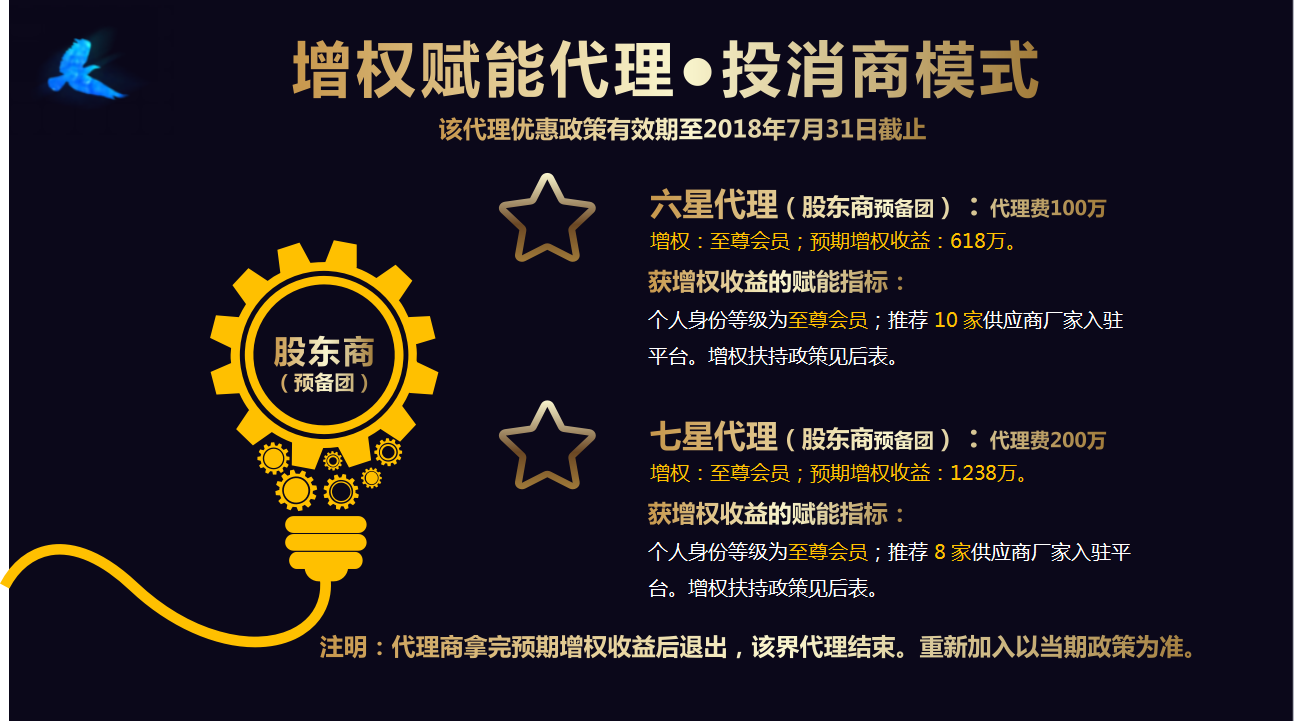 增权赋能代理●投消商模式
该代理优惠政策有效期至2018年7月31日截止
六星代理（股东商预备团）：代理费100万
增权：至尊会员；预期增权收益：618万。
获增权收益的赋能指标：
个人身份等级为至尊会员；推荐 10 家供应商厂家入驻
平台。增权扶持政策见后表。
股东商
（预备团）
七星代理（股东商预备团）：代理费200万
增权：至尊会员；预期增权收益：1238万。
获增权收益的赋能指标：
个人身份等级为至尊会员；推荐 8 家供应商厂家入驻平
台。增权扶持政策见后表。
注明：代理商拿完预期增权收益后退出，该界代理结束。重新加入以当期政策为准。